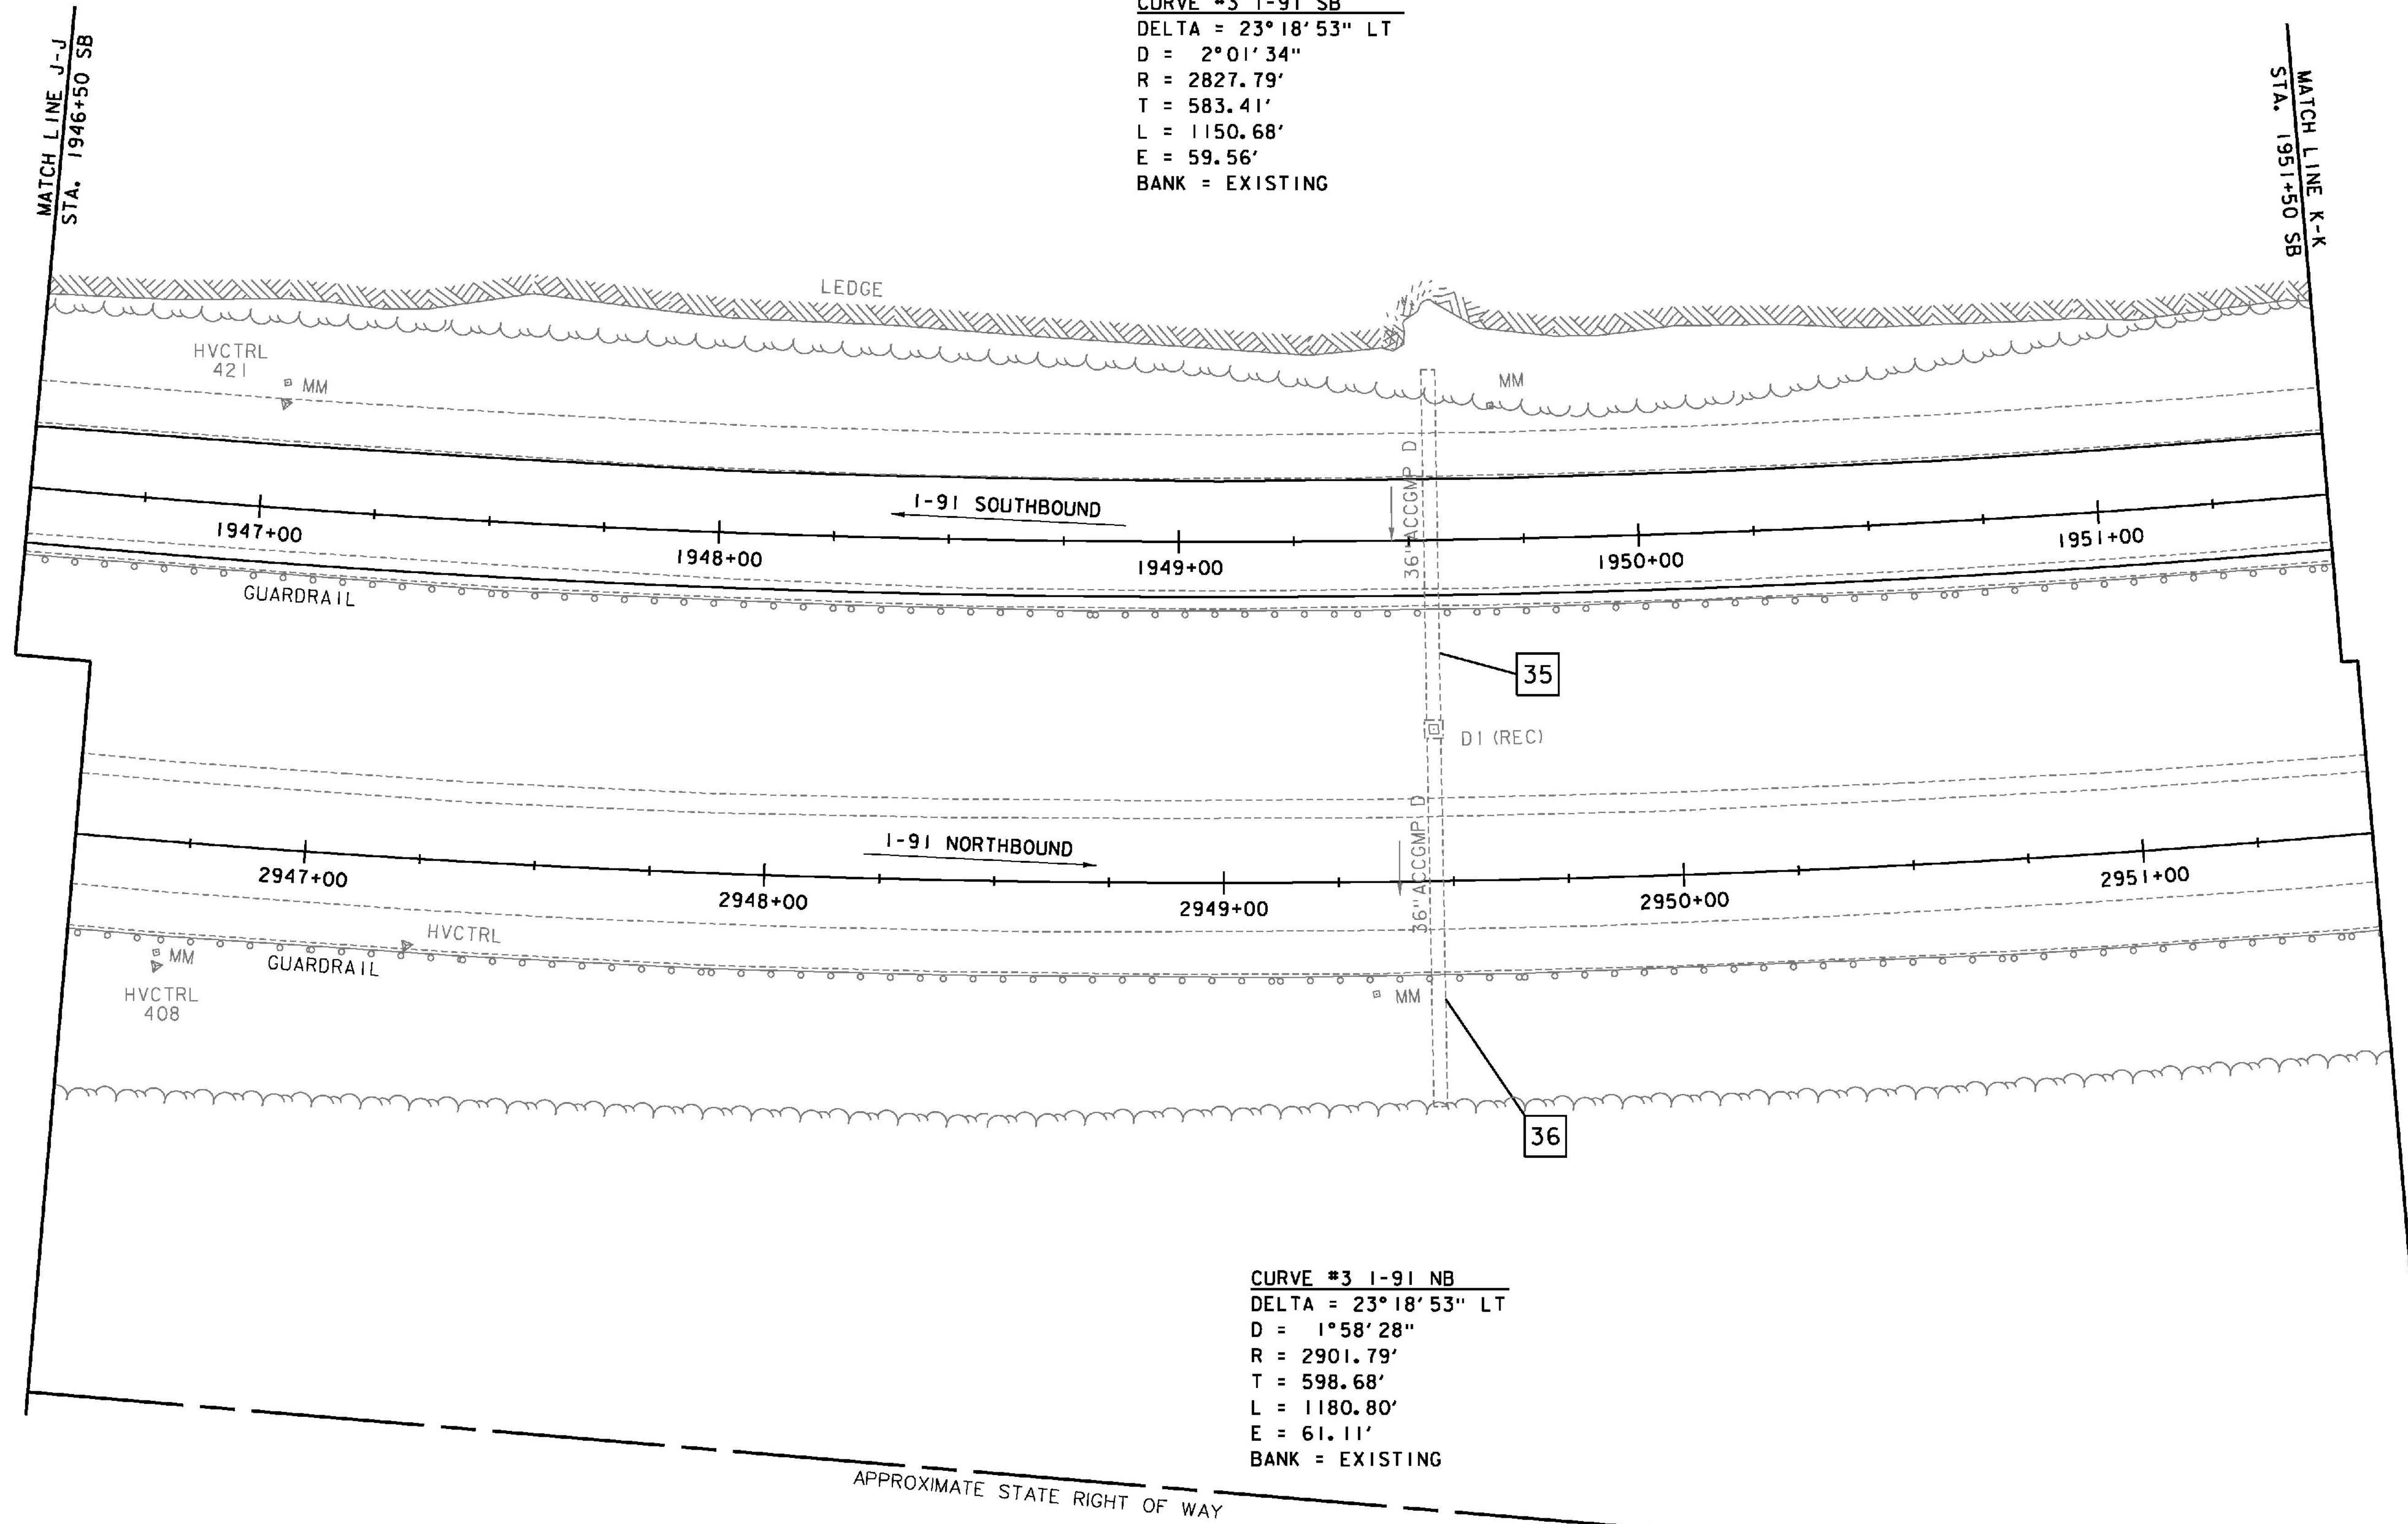 CURVE #3 I-91 SB
DELTA = 23°18'53" LT
D = 2°01'34"
R = 2827.79'
T = 583.41'
L = 1150.68'
E = 59.56'
BANK = EXISTING
MATCH LINE J-J
STA. 1946+50 SB
MATCH LINE K-K
STA. 1951+50 SB
LEDGE
HVCTRL
421
MM
MM
36" ACCGMP D
I-91 SOUTHBOUND
1947+00
1948+00
1949+00
1950+00
1951+00
GUARDRAIL
35
DI (REC)
36" ACCGMP D
I-91 NORTHBOUND
2947+00
2948+00
2949+00
2950+00
2951+00
HVCTRL
MM
GUARDRAIL
HVCTRL
408
MM
36
CURVE #3 I-91 NB
DELTA = 23°18'53" LT
D = 1°58'28"
R = 2901.79'
T = 598.68'
L = 1180.80'
E = 61.11'
BANK = EXISTING
APPROXIMATE STATE RIGHT OF WAY